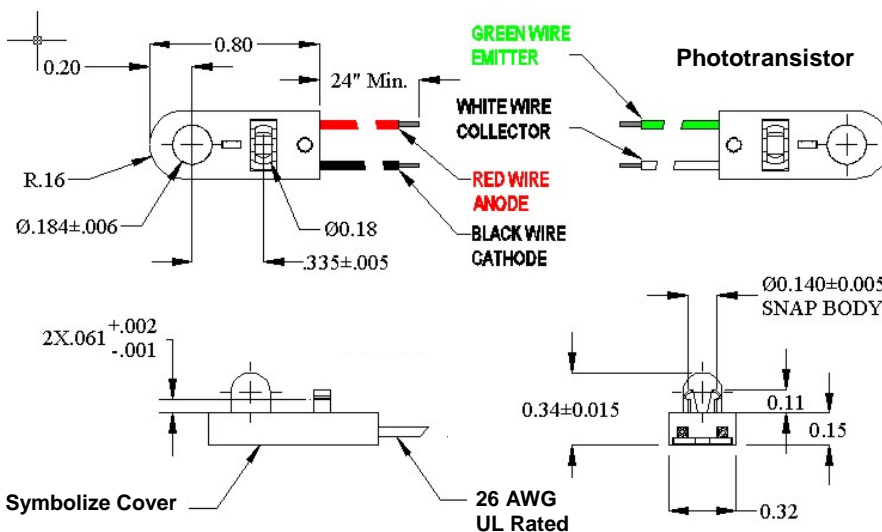 0.80
0.20
24" Min.
GREEN WIRE
EMITTER
Phototransistor
WHITE WIRE
COLLECTOR
R.16
RED WIRE
ANODE
Ø.184±.006
Ø0.18
BLACK WIRE
CATHODE
.335±.005
Ø0.140±0.005
SNAP BODY
2X.061 +.002
-.001
0.34±0.015
0.11
0.15
Symbolize Cover
26 AWG
UL Rated
0.32